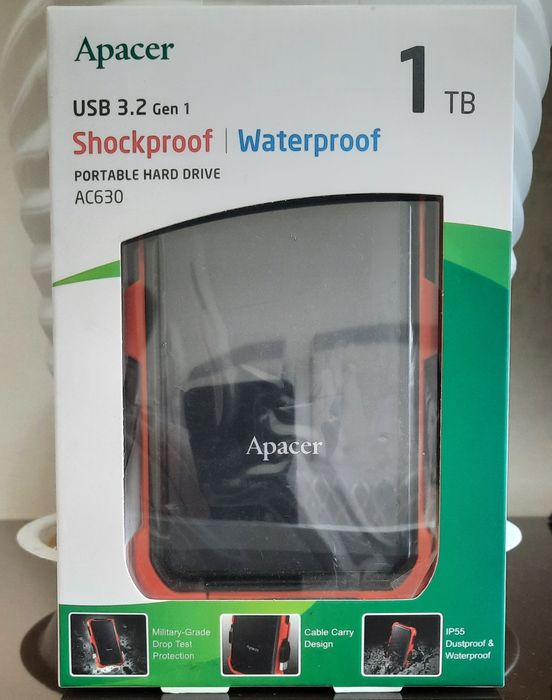 Apacer
1 TB
USB 3.2 Gen 1
Shockproof | Waterproof
PORTABLE HARD DRIVE
AC630
Apacer
Military-Grade
Drop Test
Protection
Cable Carry
Design
IP55
Dustproof &
Waterproof